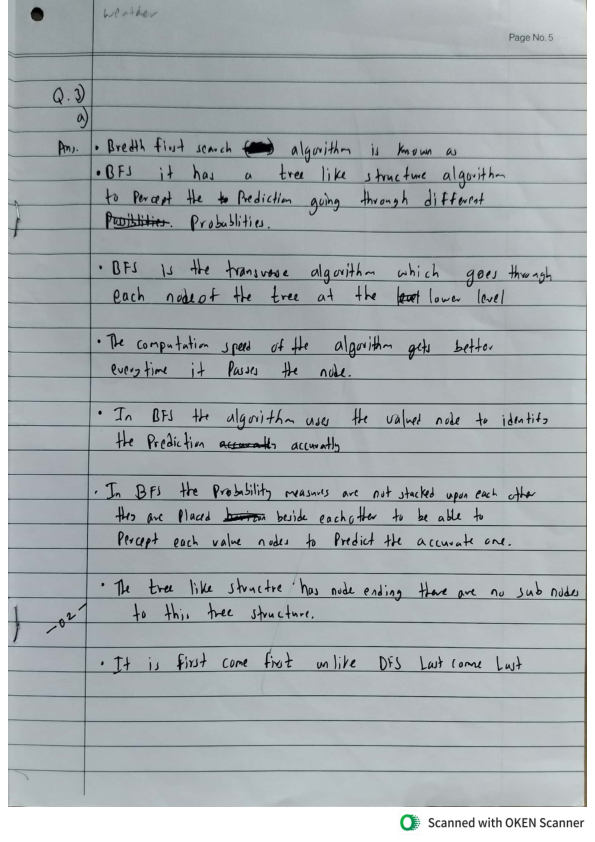 weather
Page No. 5
Q. 3)
a)
Ans. • Bredth first search algorithm is known as
• BFS it has a tree like structure algorithm
to Percept the to Prediction going through different
Posiblities. Probablities.
• BFS is the transverse algorithm which goes through
each node of the tree at the level lower level
• The computation speed of the algorithm gets better
everytime it Passes the node.
• In BFS the algorithm uses the valued node to identify
the Prediction accuratly accuratly
• In BFS the Probability measures are not stacked upon each other
they are Placed beside eachother to be able to
Percept each value nodes to Predict the accurate one.
• The tree like structre has node ending there are no sub nodes
-02- to this tree structure.
• It is first come first unlike DFS Last come Last
Scanned with OKEN Scanner